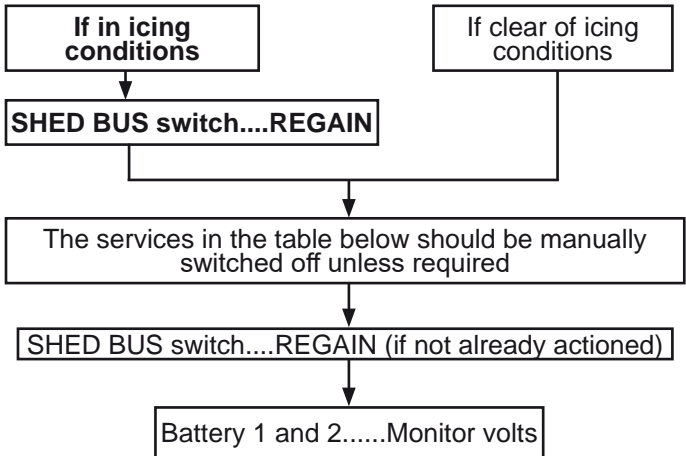 If in icing
conditions
If clear of icing
conditions
SHED BUS switch....REGAIN
The services in the table below should be manually
switched off unless required
SHED BUS switch....REGAIN (if not already actioned)
Battery 1 and 2......Monitor volts